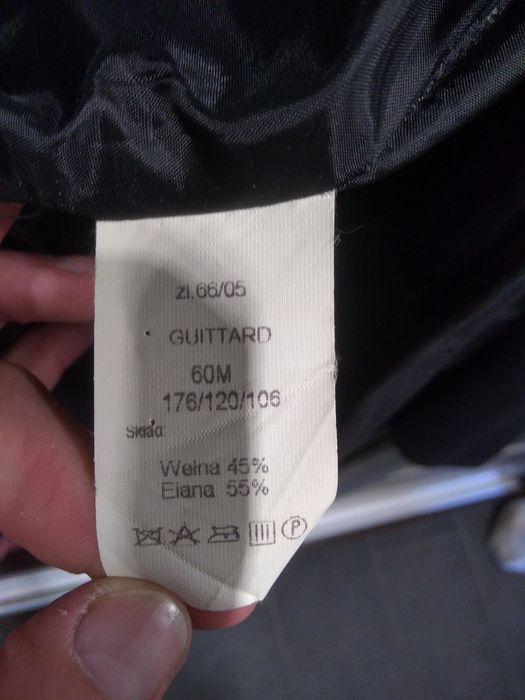 zl.66/05
GUITTARD
60M
176/120/106
Skład:
Wełna 45%
Elana 55%
P